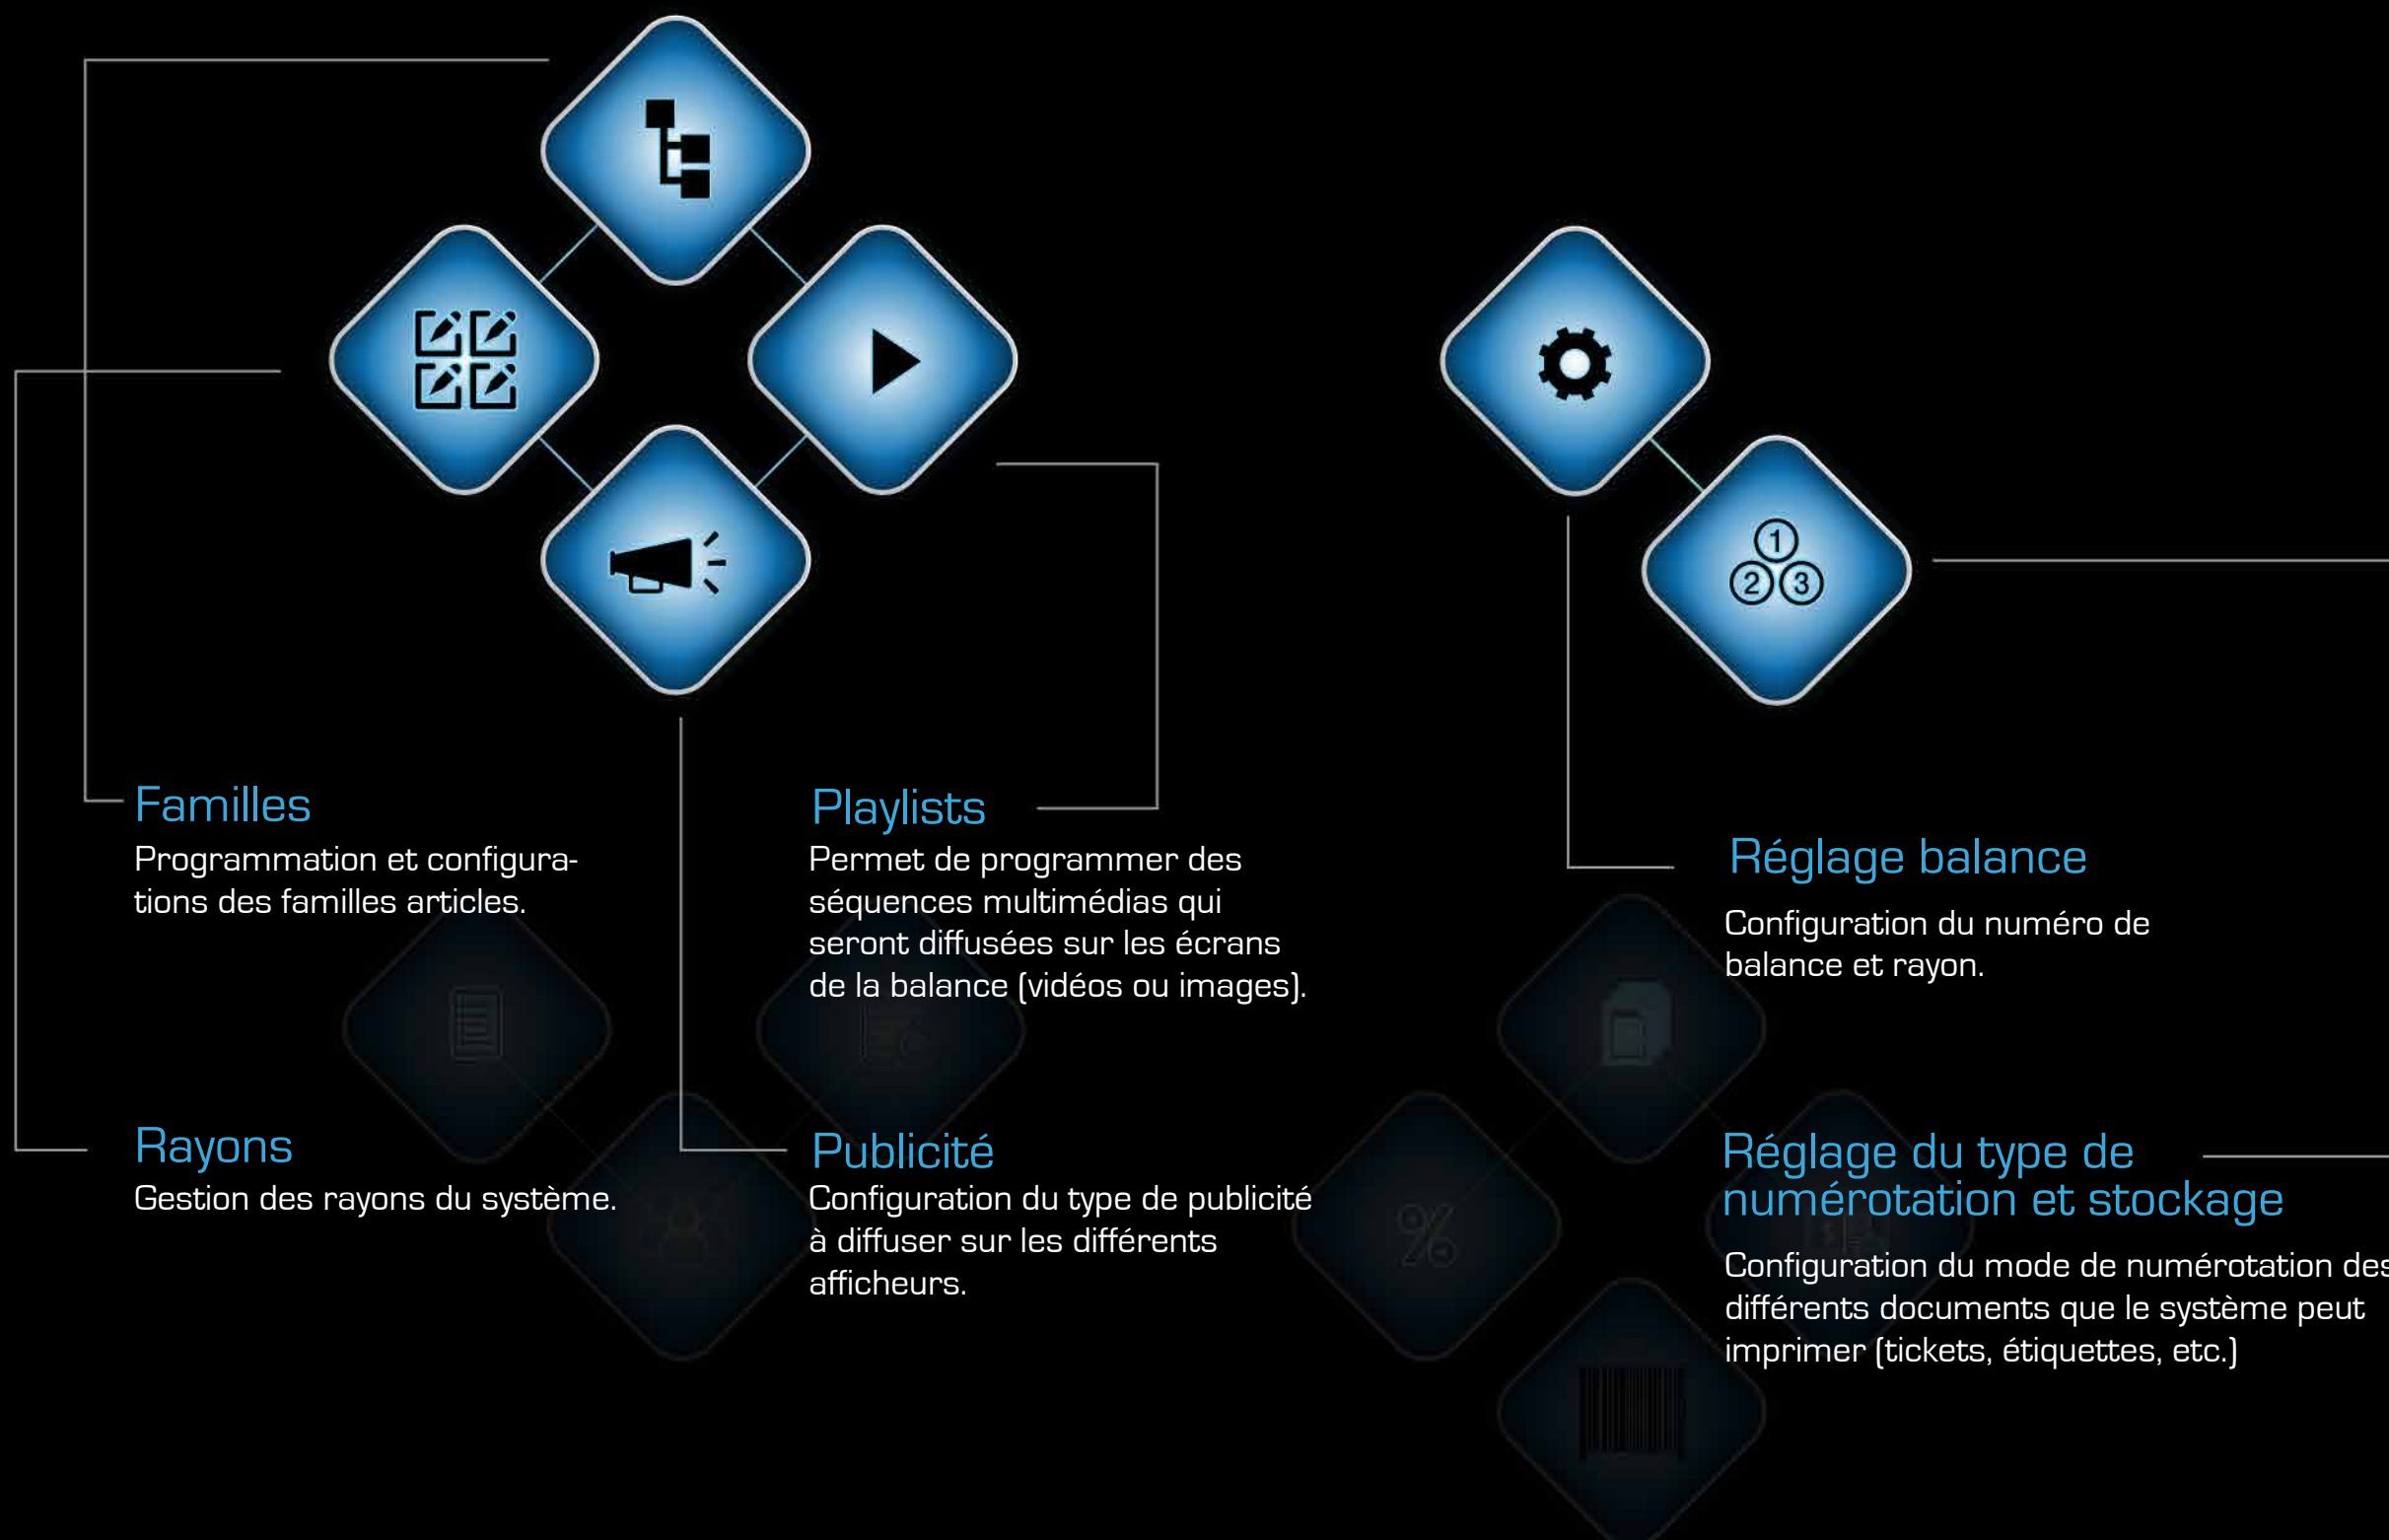 1
2 3
Familles
Programmation et configura-
tions des familles articles.
Rayons
Gestion des rayons du système.
Playlists
Permet de programmer des
séquences multimédias qui
seront diffusées sur les écrans
de la balance (vidéos ou images).
Publicité
Configuration du type de publicité
à diffuser sur les différents
afficheurs.
Réglage balance
Configuration du numéro de
balance et rayon.
Réglage du type de
numérotation et stockage
Configuration du mode de numérotation des
différents documents que le système peut
imprimer (tickets, étiquettes, etc.)
%